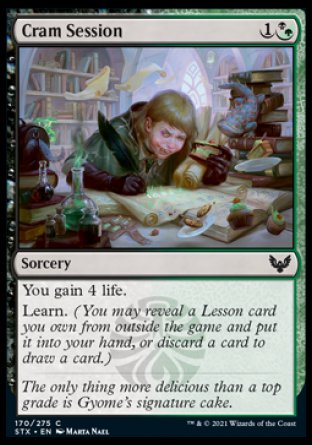 Cram Session 1
Sorcery
You gain 4 life.
Learn. (You may reveal a Lesson card
you own from outside the game and put
it into your hand, or discard a card to
draw a card.)
The only thing more delicious than a top
grade is Gyome's signature cake.
170/275 C
STX • EN Marta Nael ™ & © 2021 Wizards of the Coast